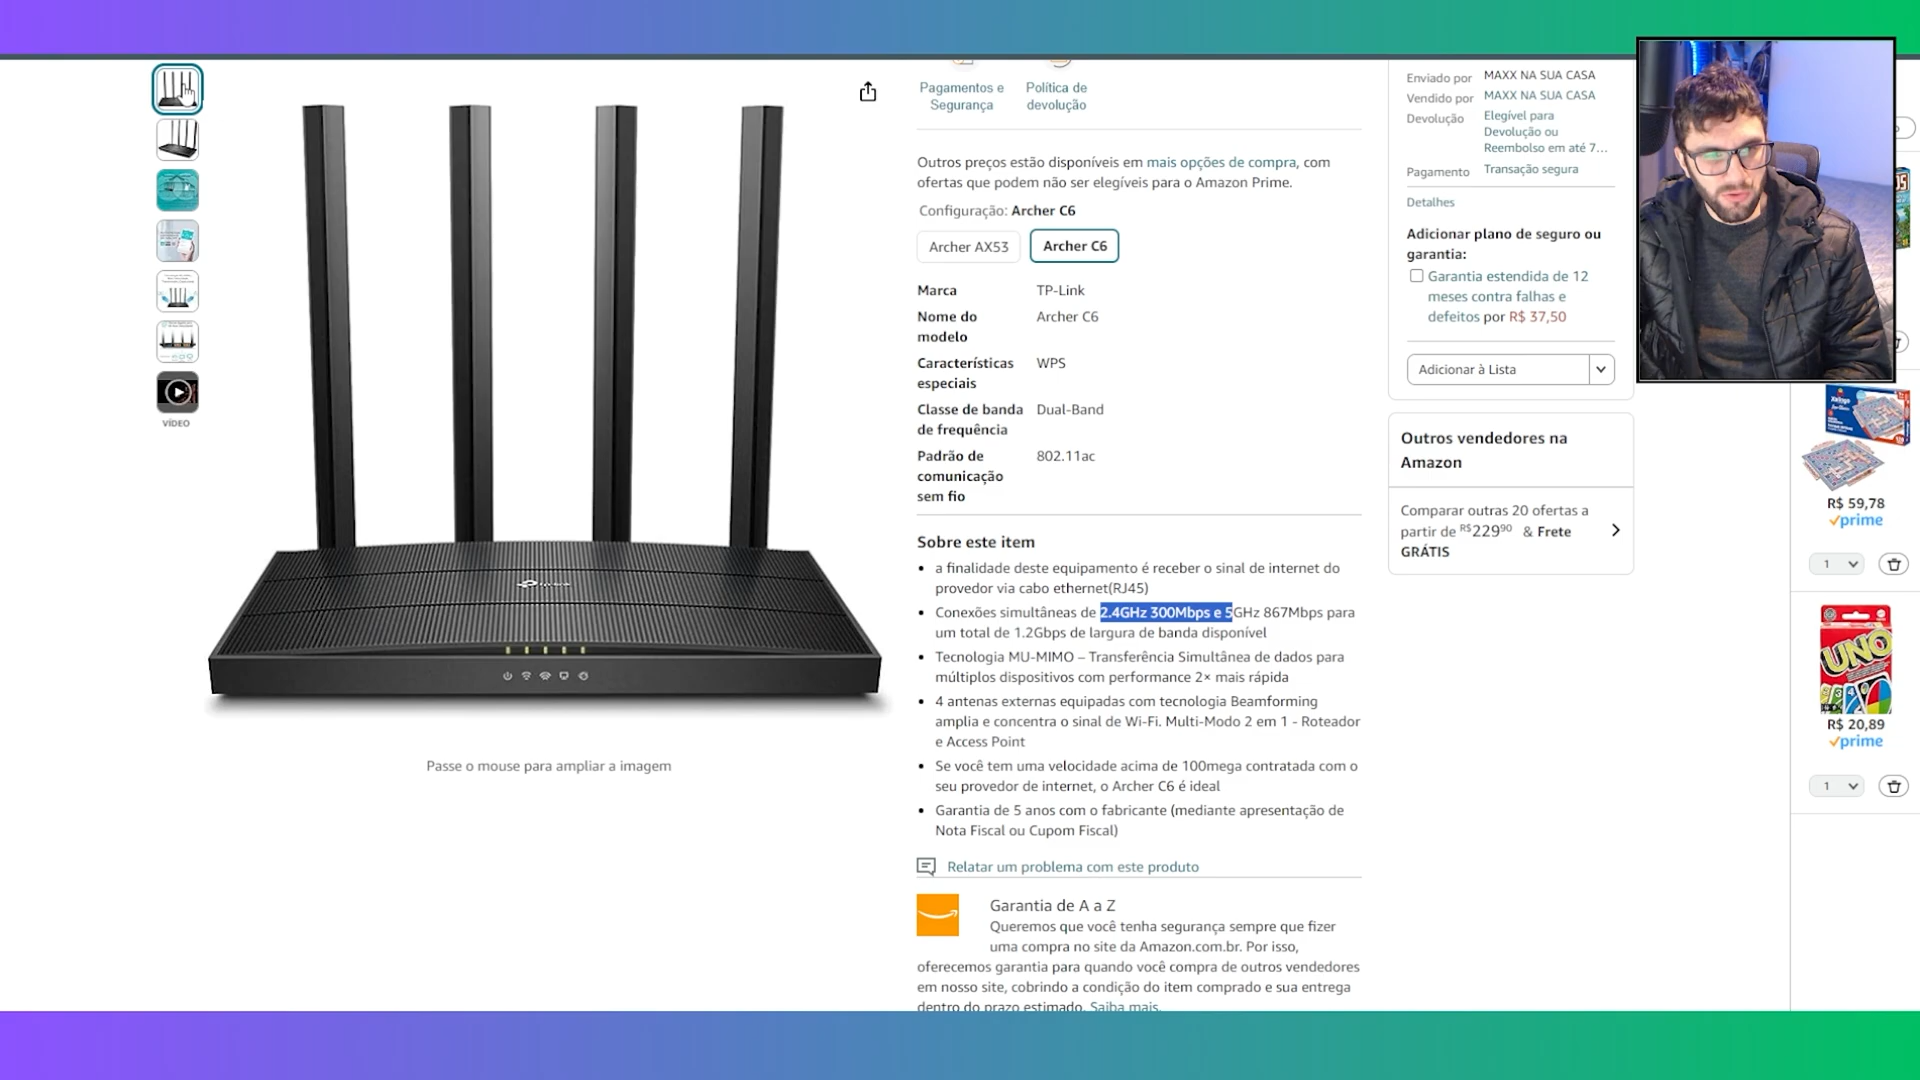 VÍDEO
Passe o mouse para ampliar a imagem
Pagamentos e
Segurança
Política de
devolução
Outros preços estão disponíveis em mais opções de compra, com
ofertas que podem não ser elegíveis para o Amazon Prime.
Configuração: Archer C6
Archer AX53
Archer C6
Marca TP-Link
Nome do
modelo
Archer C6
Características
especiais
WPS
Classe de banda
de frequência
Dual-Band
Padrão de
comunicação
sem fio
802.11ac
Sobre este item
a finalidade deste equipamento é receber o sinal de internet do
provedor via cabo ethernet(RJ45)
Conexões simultâneas de 2.4GHz 300Mbps e 5GHz 867Mbps para
um total de 1.2Gbps de largura de banda disponível
Tecnologia MU-MIMO – Transferência Simultânea de dados para
múltiplos dispositivos com performance 2× mais rápida
4 antenas externas equipadas com tecnologia Beamforming
amplia e concentra o sinal de Wi-Fi. Multi-Modo 2 em 1 - Roteador
e Access Point
Se você tem uma velocidade acima de 100mega contratada com o
seu provedor de internet, o Archer C6 é ideal
Garantia de 5 anos com o fabricante (mediante apresentação de
Nota Fiscal ou Cupom Fiscal)
Relatar um problema com este produto
Garantia de A a Z
Queremos que você tenha segurança sempre que fizer
uma compra no site da Amazon.com.br. Por isso,
oferecemos garantia para quando você compra de outros vendedores
em nosso site, cobrindo a condição do item comprado e sua entrega
dentro do prazo estimado. Saiba mais.
Enviado por MAXX NA SUA CASA
Vendido por MAXX NA SUA CASA
Devolução Elegível para
Devolução ou
Reembolso em até 7...
Pagamento Transação segura
Detalhes
Adicionar plano de seguro ou
garantia:
Garantia estendida de 12
meses contra falhas e
defeitos por R$ 37,50
Adicionar à Lista
Outros vendedores na
Amazon
Comparar outras 20 ofertas a
partir de R$22990 & Frete
GRÁTIS
R$ 59,78
prime
1
UNO
R$ 20,89
prime
1